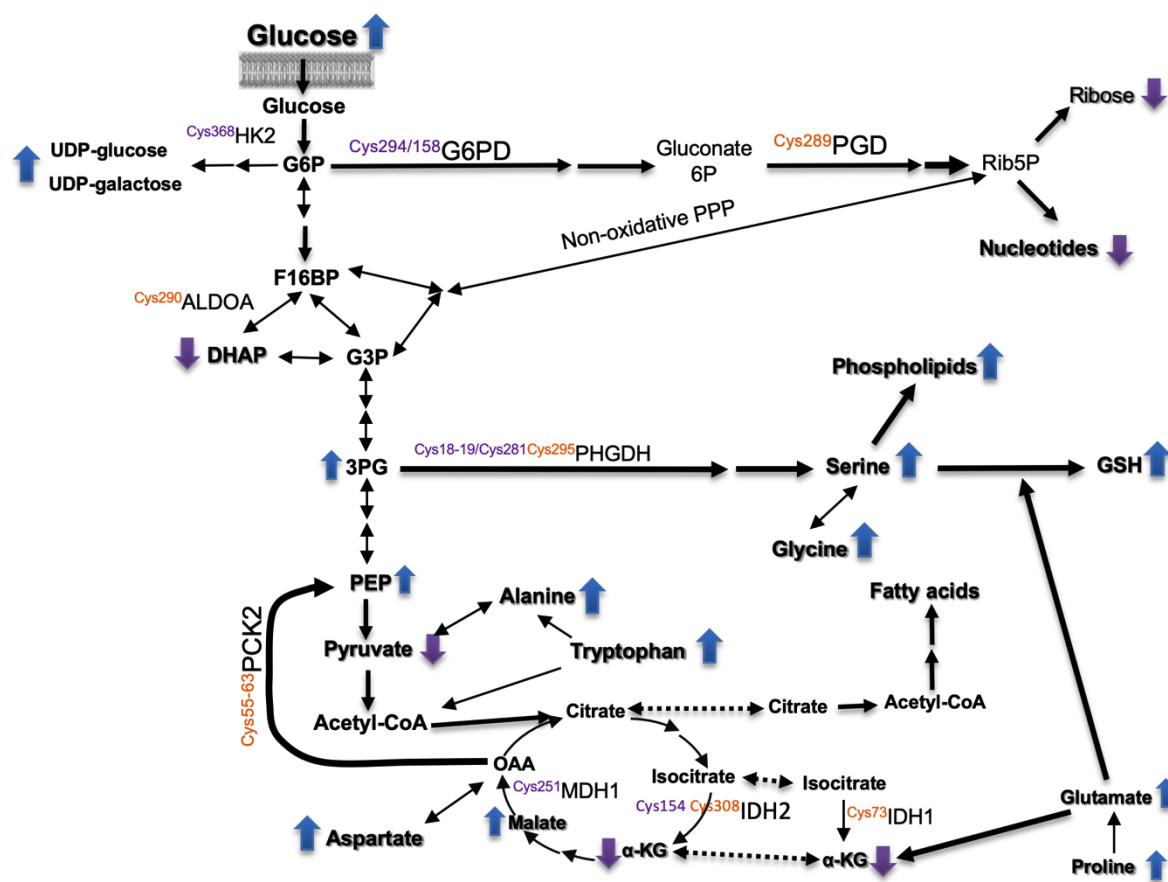 Glucose
Glucose
Ribose
Cys368HK2
UDP-glucose
UDP-galactose
G6P
Cys294/158G6PD
Gluconate
6P
Cys289PGD
Rib5P
Non-oxidative PPP
Nucleotides
F16BP
Cys290ALDOA
DHAP
G3P
Phospholipids
3PG
Cys18-19/Cys281Cys295PHGDH
Serine
GSH
Glycine
PEP
Alanine
Fatty acids
Cys55-63PCK2
Pyruvate
Tryptophan
Acetyl-CoA
Citrate
Citrate
Acetyl-CoA
OAA
Isocitrate
Isocitrate
Cys251MDH1
Cys154 Cys308IDH2
Cys73IDH1
Glutamate
Aspartate
Malate
α-KG
α-KG
Proline